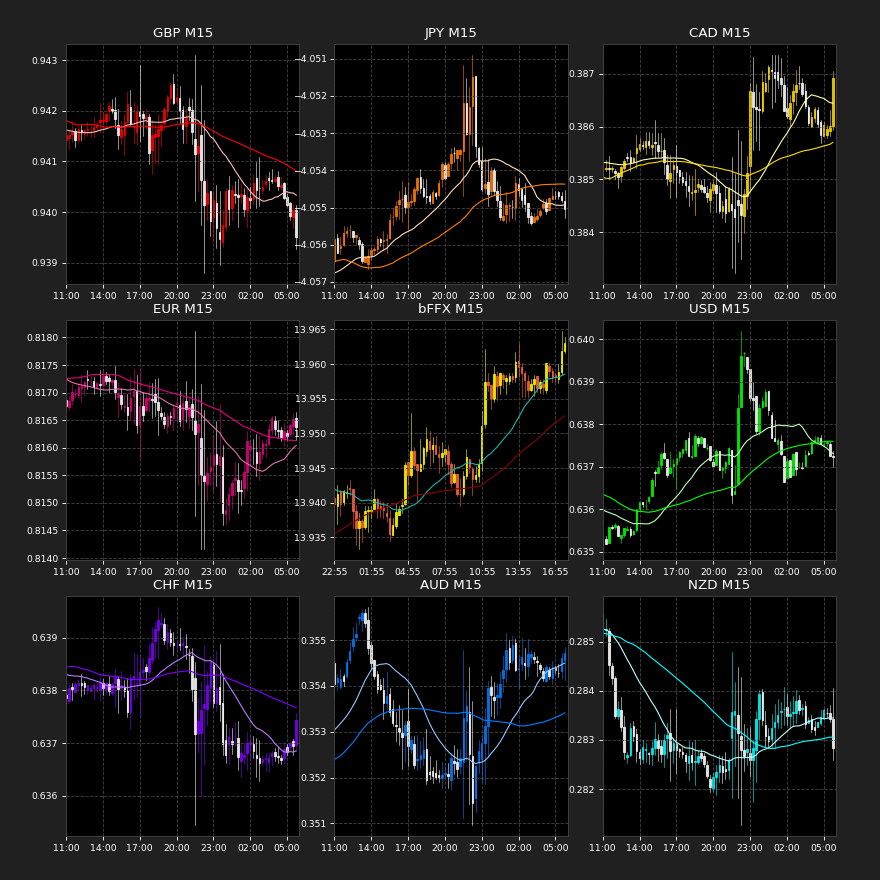 GBP M15
0.943
0.942
0.941
0.940
0.939
11:00 14:00 17:00 20:00 23:00 02:00 05:00
JPY M15
−4.051
−4.052
−4.053
−4.054
−4.055
−4.056
−4.057
11:00 14:00 17:00 20:00 23:00 02:00 05:00
CAD M15
0.387
0.386
0.385
0.384
11:00 14:00 17:00 20:00 23:00 02:00 05:00
EUR M15
0.8180
0.8175
0.8170
0.8165
0.8160
0.8155
0.8150
0.8145
0.8140
11:00 14:00 17:00 20:00 23:00 02:00 05:00
bFFX M15
13.965
13.960
13.955
13.950
13.945
13.940
13.935
22:55 01:55 04:55 07:55 10:55 13:55 16:55
USD M15
0.640
0.639
0.638
0.637
0.636
0.635
11:00 14:00 17:00 20:00 23:00 02:00 05:00
CHF M15
0.639
0.638
0.637
0.636
11:00 14:00 17:00 20:00 23:00 02:00 05:00
AUD M15
0.355
0.354
0.353
0.352
0.351
11:00 14:00 17:00 20:00 23:00 02:00 05:00
NZD M15
0.285
0.284
0.283
0.282
11:00 14:00 17:00 20:00 23:00 02:00 05:00